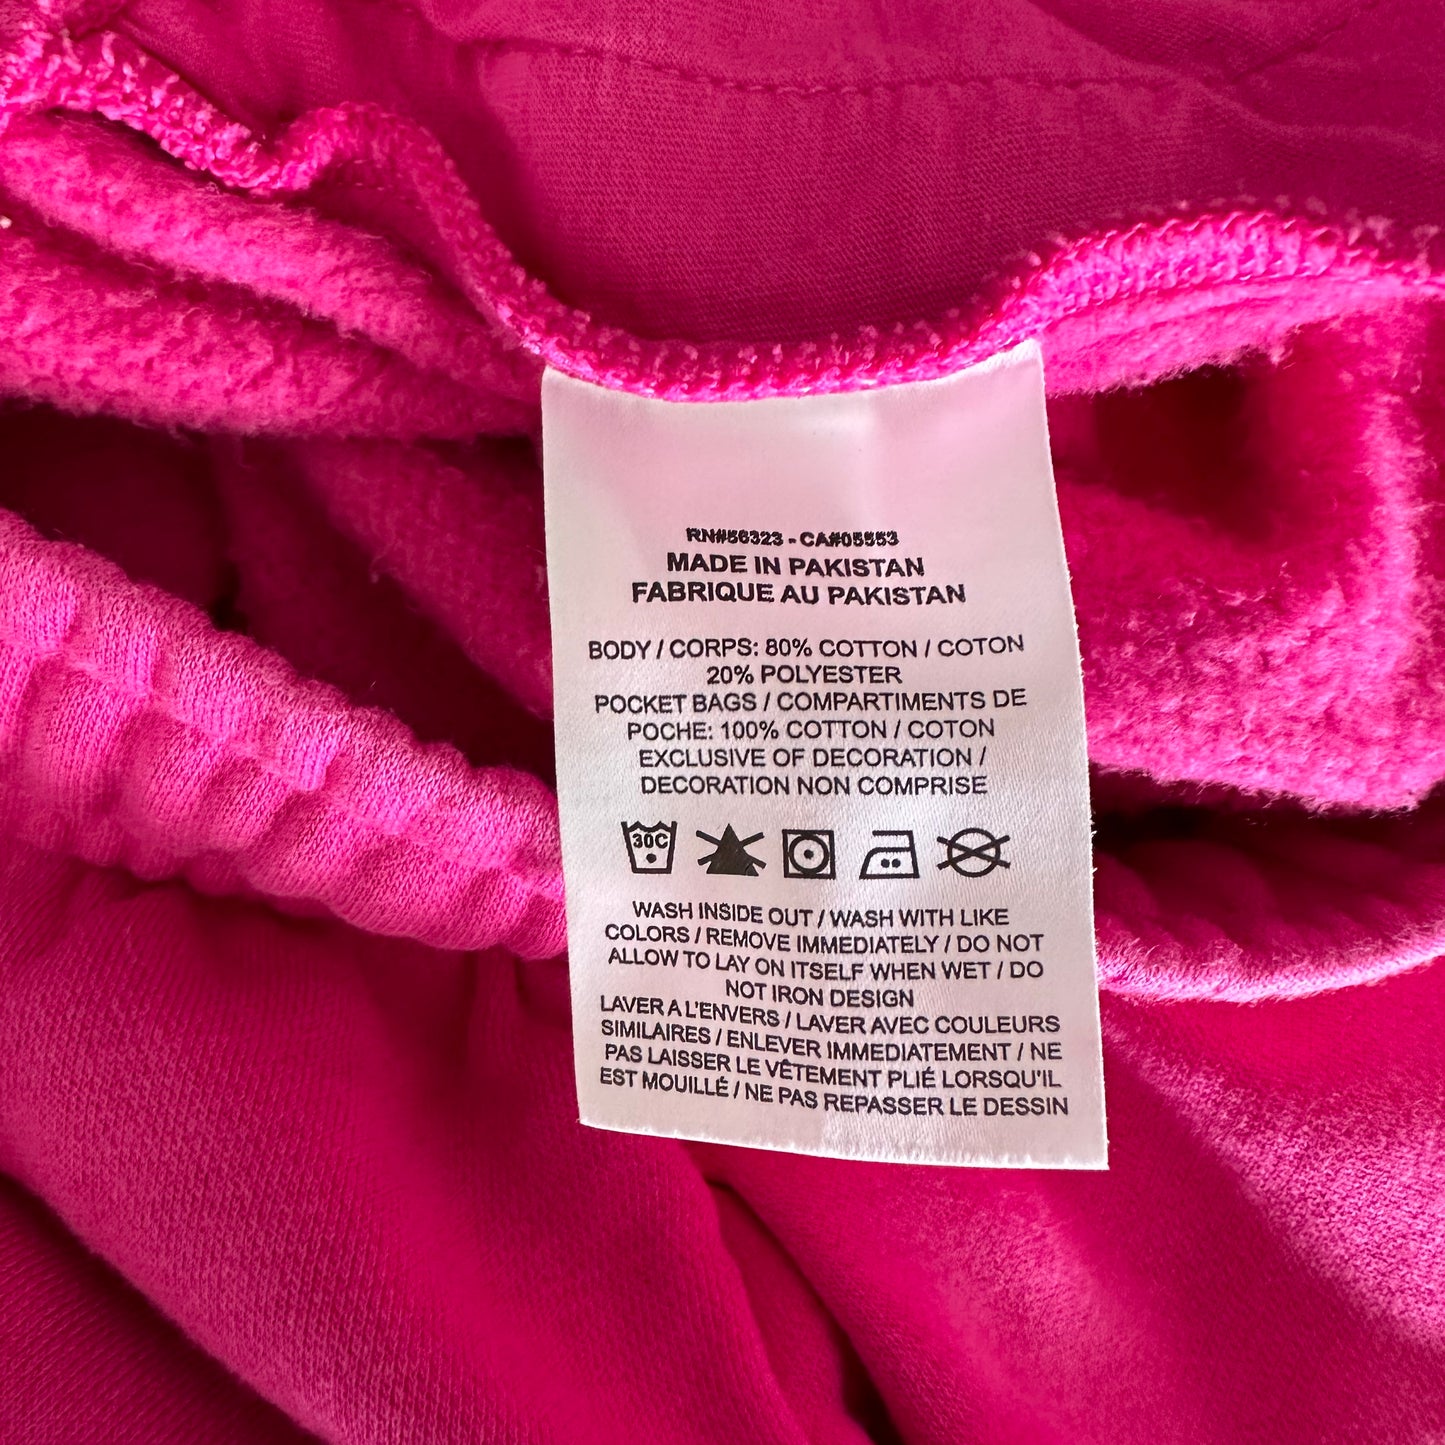 RN#56323 - CA#05553
MADE IN PAKISTAN
FABRIQUE AU PAKISTAN
BODY / CORPS: 80% COTTON / COTON
20% POLYESTER
POCKET BAGS / COMPARTIMENTS DE
POCHE: 100% COTTON / COTON
EXCLUSIVE OF DECORATION /
DECORATION NON COMPRISE
30C
WASH INSIDE OUT / WASH WITH LIKE
COLORS / REMOVE IMMEDIATELY / DO NOT
ALLOW TO LAY ON ITSELF WHEN WET / DO
NOT IRON DESIGN
LAVER A L'ENVERS / LAVER AVEC COULEURS
SIMILAIRES / ENLEVER IMMEDIATEMENT / NE
PAS LAISSER LE VÊTEMENT PLIÉ LORSQU'IL
EST MOUILLÉ / NE PAS REPASSER LE DESSIN